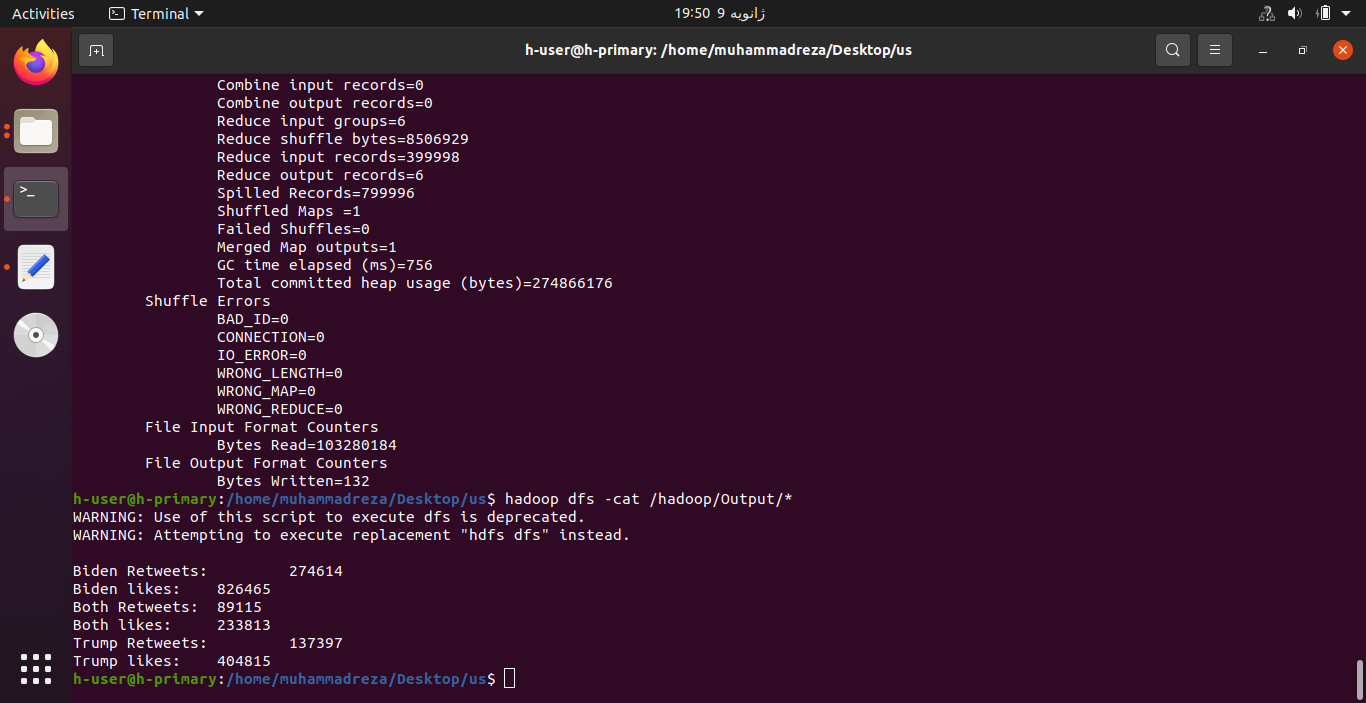 Activities Terminal 19:50 9 ژانویه
h-user@h-primary: /home/muhammadreza/Desktop/us
Combine input records=0
Combine output records=0
Reduce input groups=6
Reduce shuffle bytes=8506929
Reduce input records=399998
Reduce output records=6
Spilled Records=799996
Shuffled Maps =1
Failed Shuffles=0
Merged Map outputs=1
GC time elapsed (ms)=756
Total committed heap usage (bytes)=274866176
Shuffle Errors
BAD_ID=0
CONNECTION=0
IO_ERROR=0
WRONG_LENGTH=0
WRONG_MAP=0
WRONG_REDUCE=0
File Input Format Counters
Bytes Read=103280184
File Output Format Counters
Bytes Written=132
h-user@h-primary:/home/muhammadreza/Desktop/us$ hadoop dfs -cat /hadoop/Output/*
WARNING: Use of this script to execute dfs is deprecated.
WARNING: Attempting to execute replacement "hdfs dfs" instead.
Biden Retweets: 274614
Biden likes: 826465
Both Retweets: 89115
Both likes: 233813
Trump Retweets: 137397
Trump likes: 404815
h-user@h-primary:/home/muhammadreza/Desktop/us$